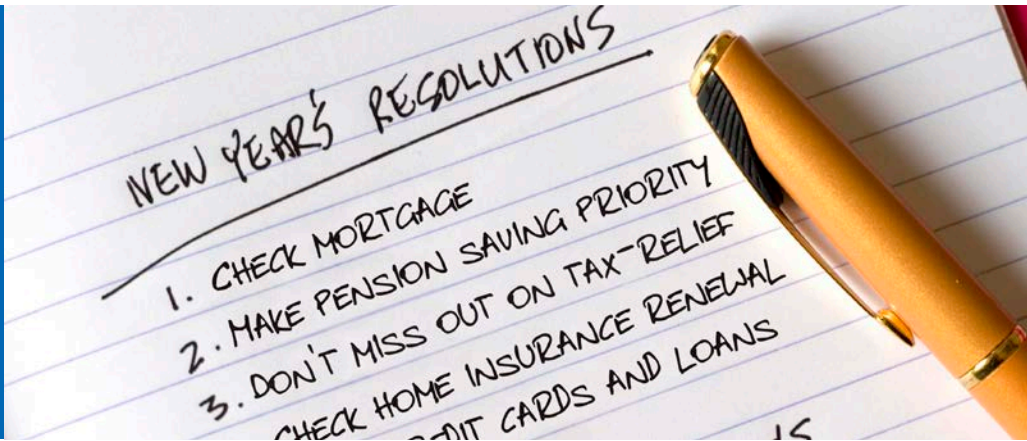 NEW YEAR'S RESOLUTIONS
1. CHECK MORTGAGE
2. MAKE PENSION SAVING PRIORITY
3. DON'T MISS OUT ON TAX-RELIEF
CHECK HOME INSURANCE RENEWAL
CARDS AND LOANS